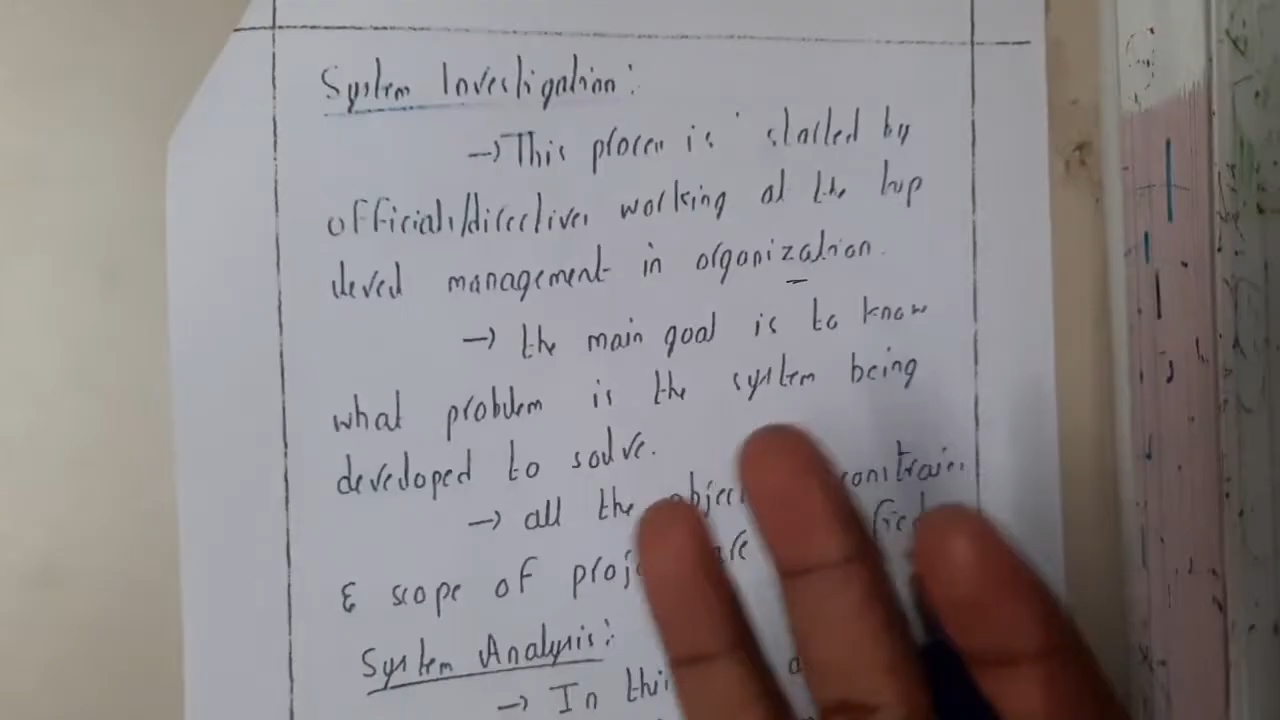 System Investigation:
→ This process is started by
officials/directives working at the top
level management in organization.
→ the main goal is to know
what problem is the system being
developed to solve.
→ all the constrain.
& scope of
System Analysis:
→ In this